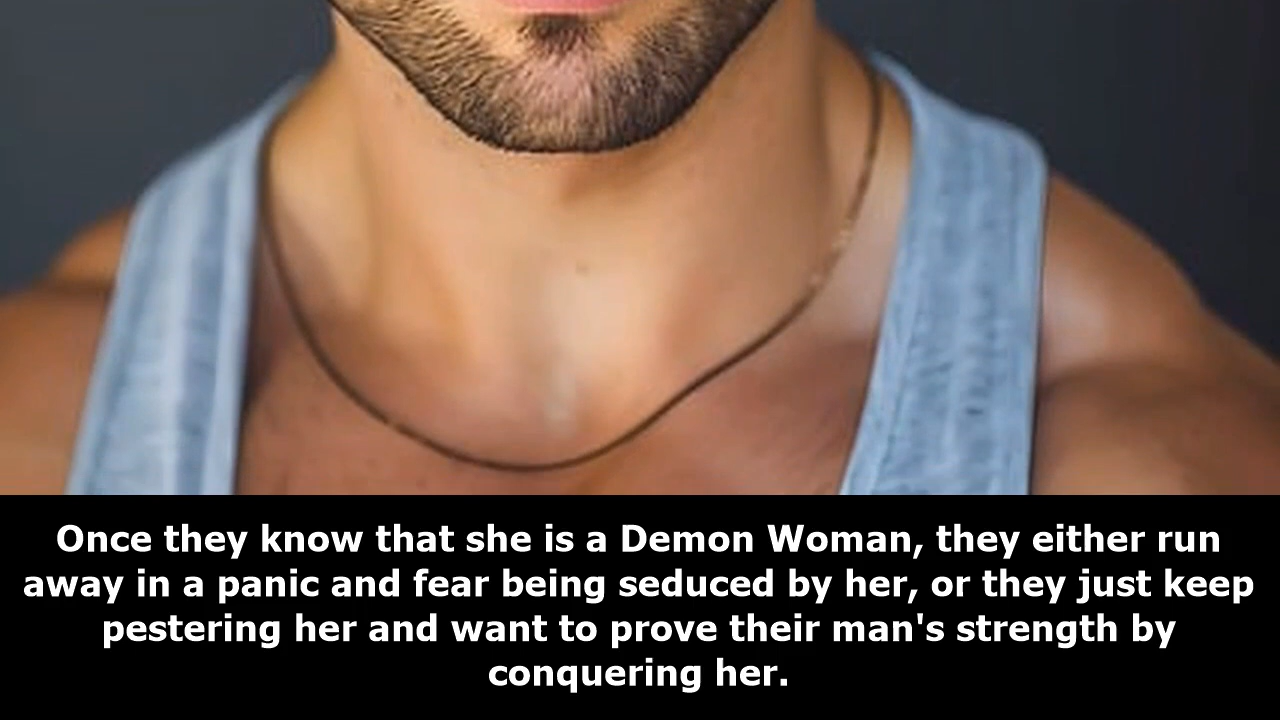 Once they know that she is a Demon Woman, they either run
away in a panic and fear being seduced by her, or they just keep
pestering her and want to prove their man's strength by
conquering her.